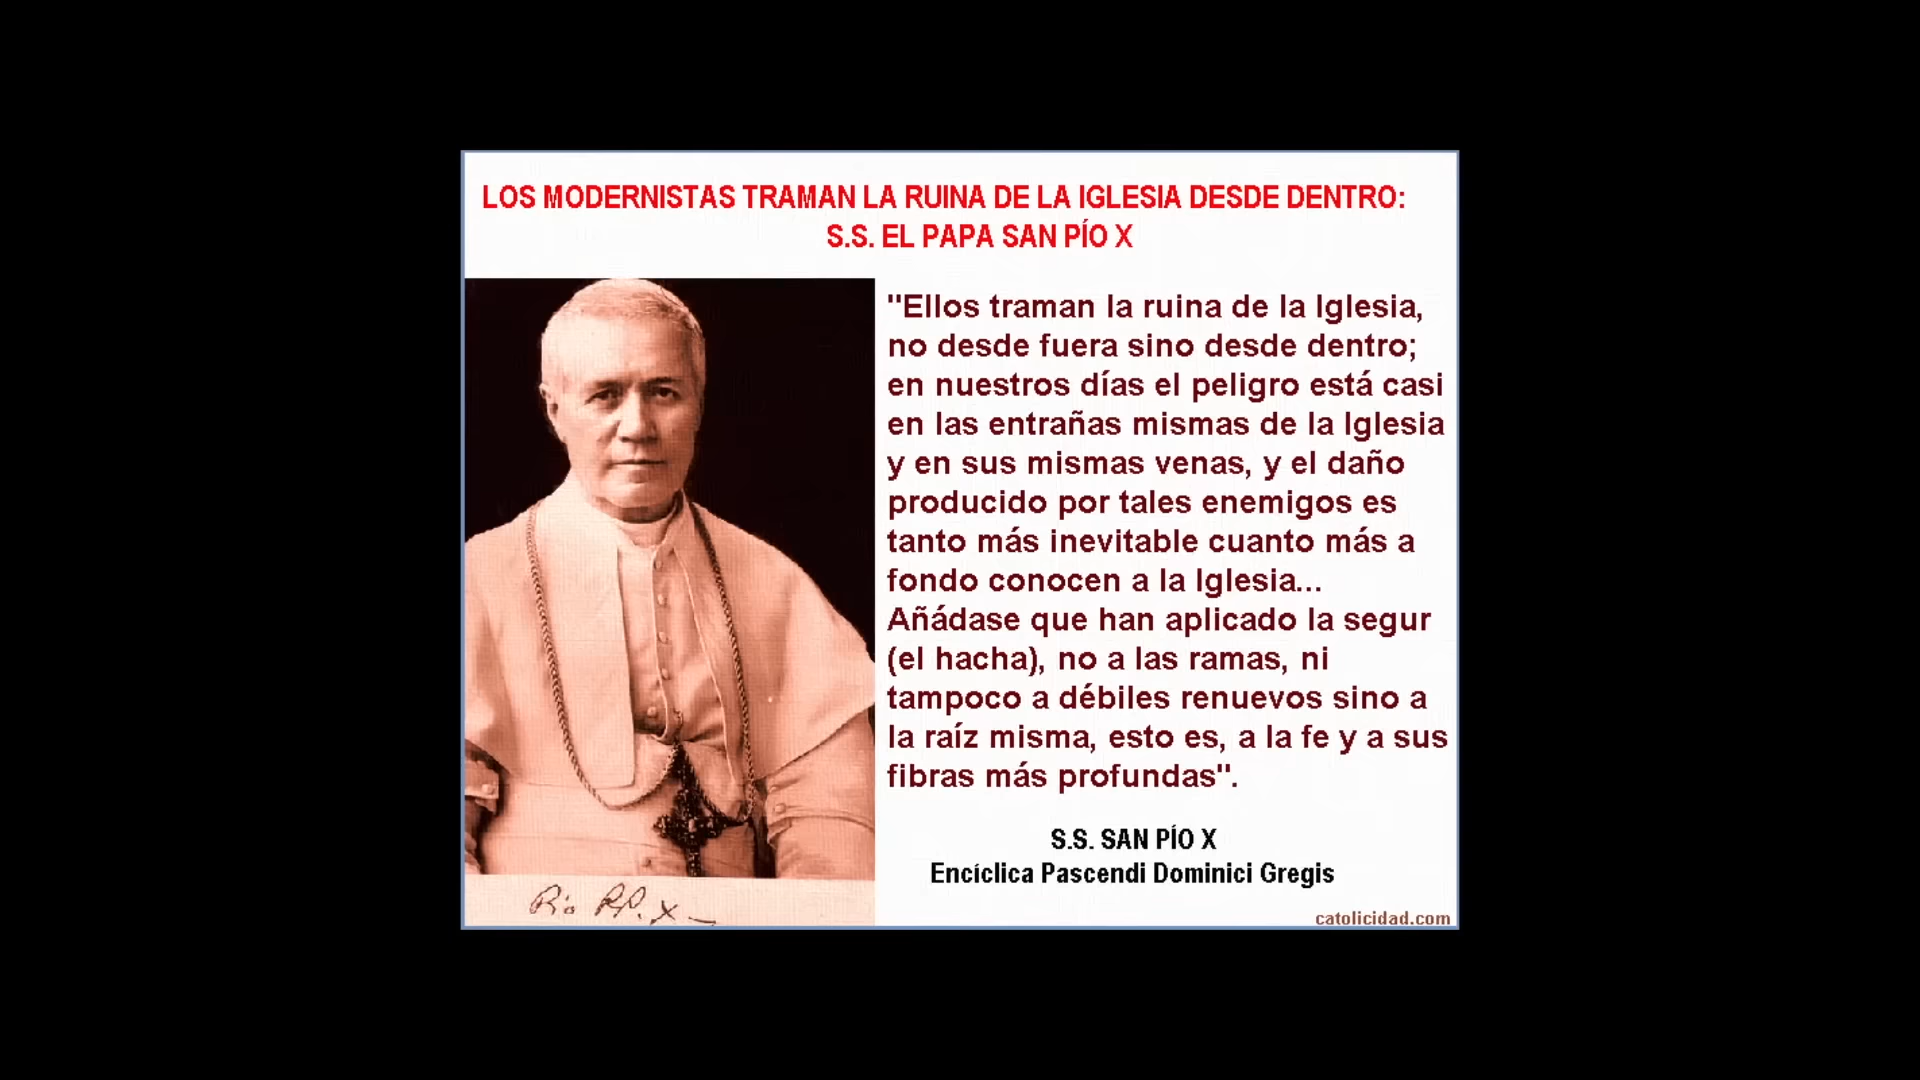 LOS MODERNISTAS TRAMAN LA RUINA DE LA IGLESIA DESDE DENTRO:
S.S. EL PAPA SAN PÍO X
"Ellos traman la ruina de la Iglesia,
no desde fuera sino desde dentro;
en nuestros días el peligro está casi
en las entrañas mismas de la Iglesia
y en sus mismas venas, y el daño
producido por tales enemigos es
tanto más inevitable cuanto más a
fondo conocen a la Iglesia...
Añádase que han aplicado la segur
(el hacha), no a las ramas, ni
tampoco a débiles renuevos sino a
la raíz misma, esto es, a la fe y a sus
fibras más profundas".
S.S. SAN PÍO X
Encíclica Pascendi Dominici Gregis
Pio PP. X
catolicidad.com